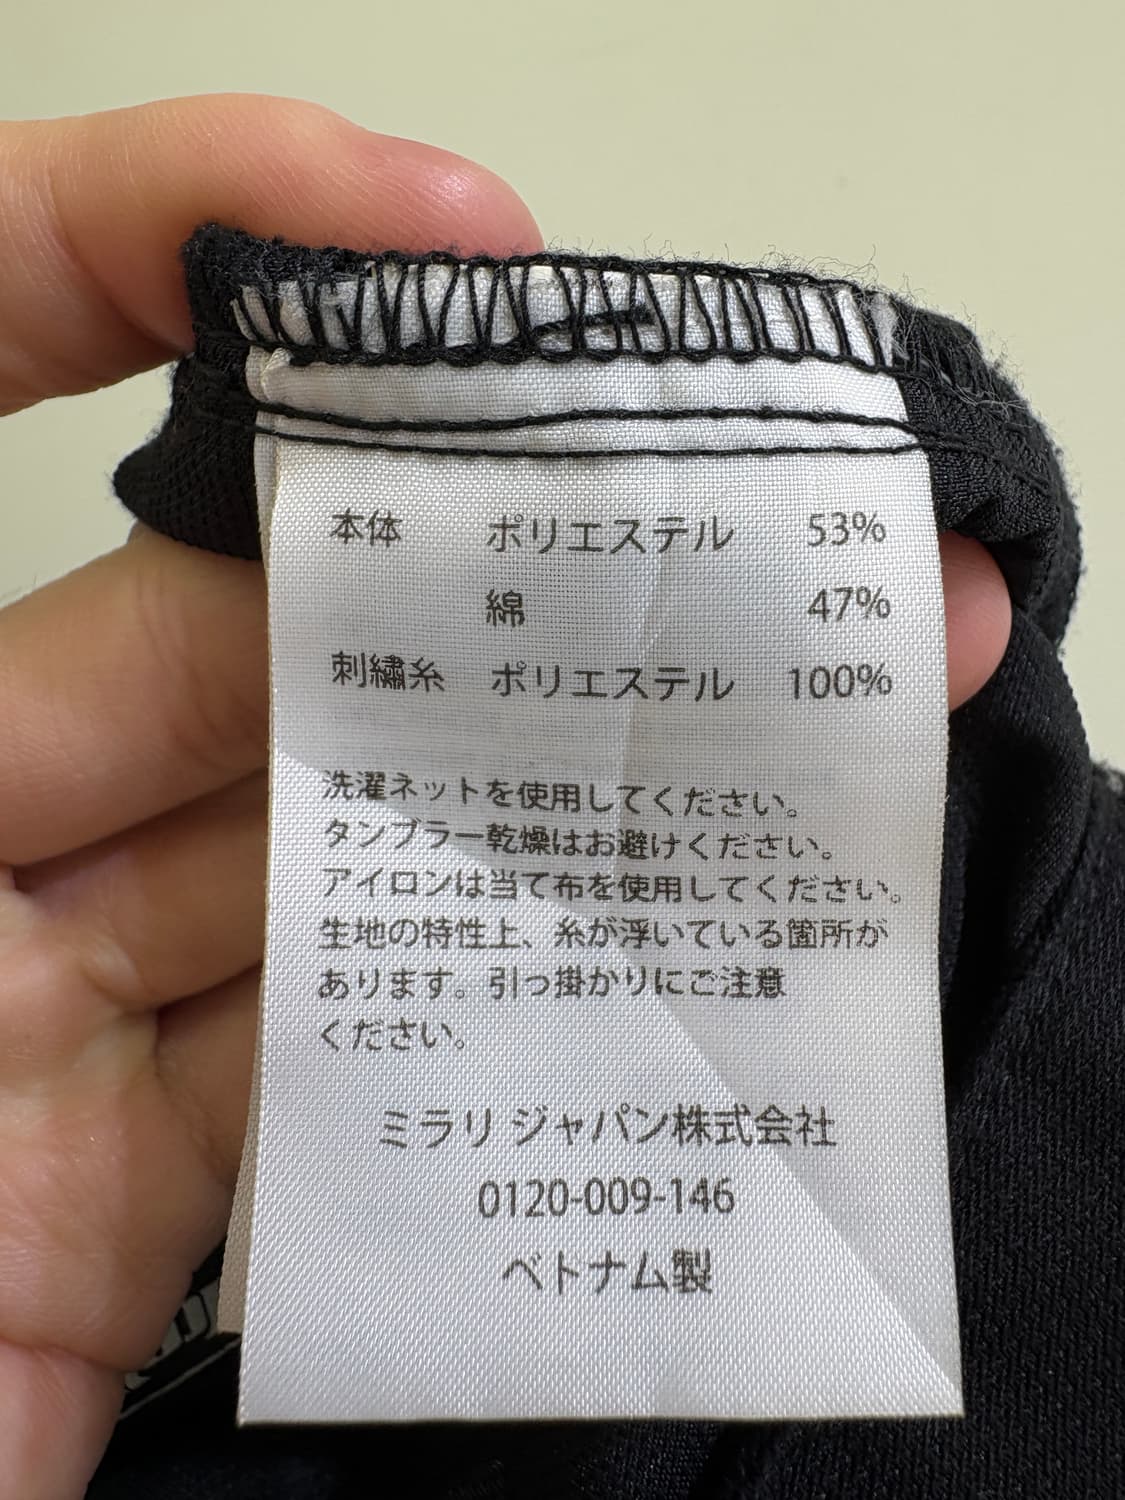 本体 ポリエステル 53%
綿 47%
刺繍糸 ポリエステル 100%
洗濯ネットを使用してください。
タンブラー乾燥はお避けください。
アイロンは当て布を使用してください。
生地の特性上、糸が浮いている箇所が
あります。引っ掛かりにご注意
ください。
ミラリ ジャパン株式会社
0120-009-146
ベトナム製